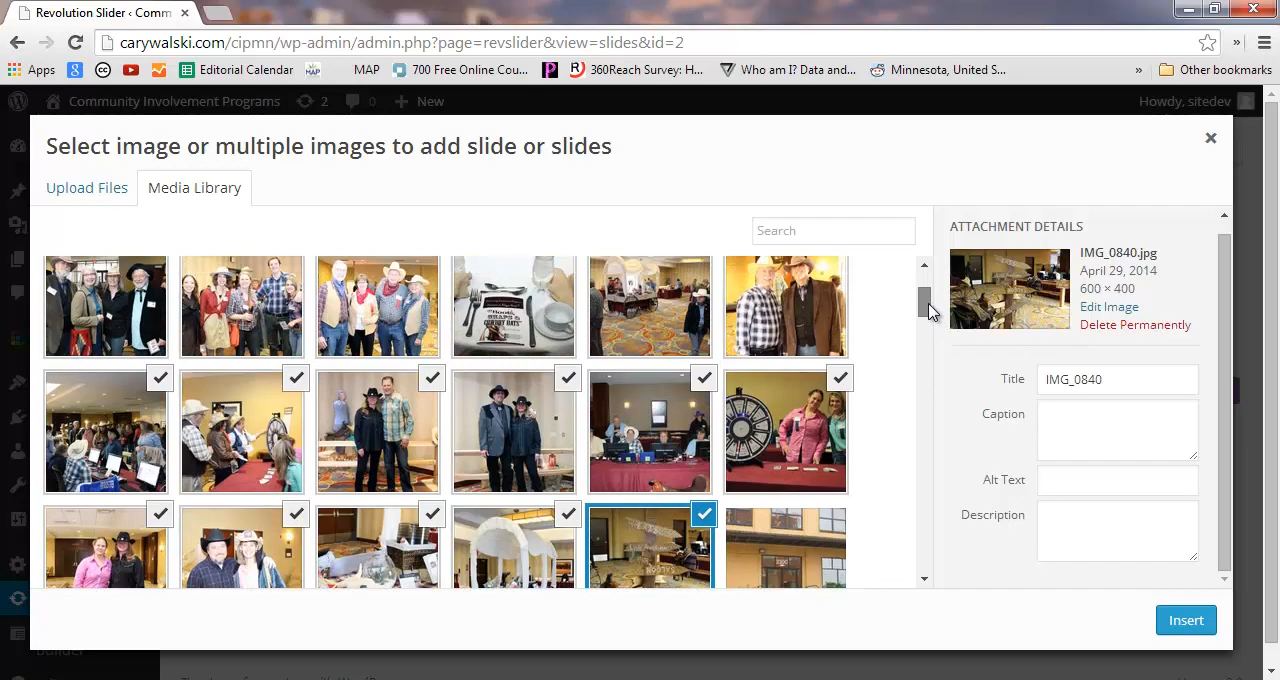 Revolution Slider ‹ Comm
carywalski.com/cipmn/wp-admin/admin.php?page=revslider&view=slides&id=2
Apps Editorial Calendar MAP 700 Free Online Cou... 360Reach Survey: H... Who am I? Data and... Minnesota, United S... » Other bookmarks
Community Involvement Programs 2 0 + New Howdy, sitedev
Select image or multiple images to add slide or slides
Upload Files Media Library
Search
ATTACHMENT DETAILS
IMG_0840.jpg
April 29, 2014
600 × 400
Edit Image
Delete Permanently
Title IMG_0840
Caption
Alt Text
Description
Insert